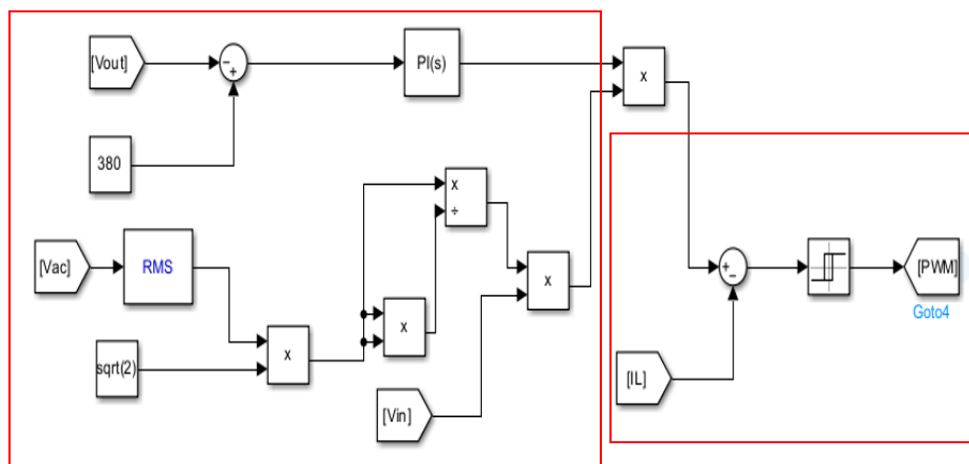 [Vout]
PI(s)
x
380
x
÷
[Vac]
RMS
x
[PWM]
Goto4
x
x
sqrt(2)
[IL]
[Vin]